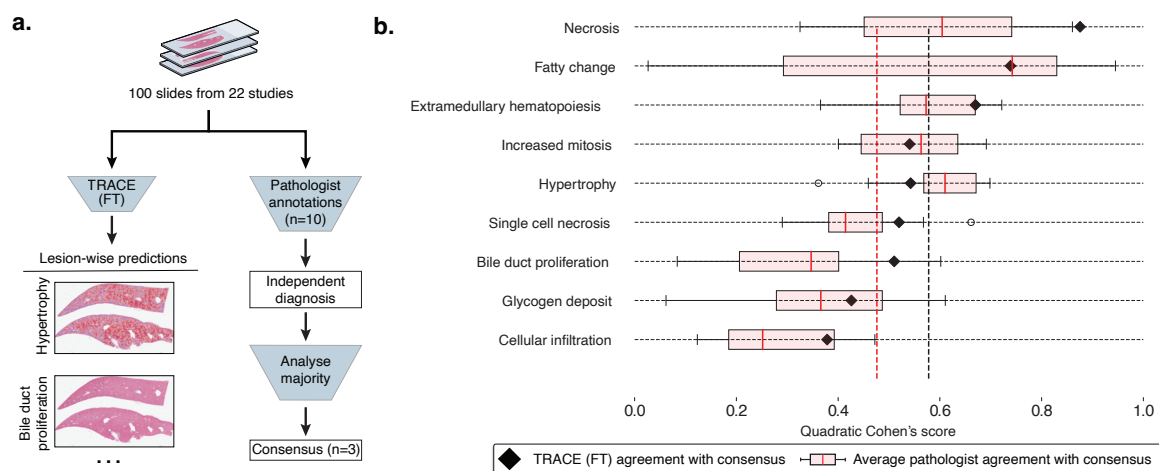 a.
100 slides from 22 studies
TRACE
(FT)
Pathologist
annotations
(n=10)
Lesion-wise predictions
Hypertrophy
Bile duct
proliferation
...
Independent
diagnosis
Analyse
majority
Consensus (n=3)
b.
Necrosis
Fatty change
Extramedullary hematopoiesis
Increased mitosis
Hypertrophy
Single cell necrosis
Bile duct proliferation
Glycogen deposit
Cellular infiltration
0.0 0.2 0.4 0.6 0.8 1.0
Quadratic Cohen's score
TRACE (FT) agreement with consensus
Average pathologist agreement with consensus